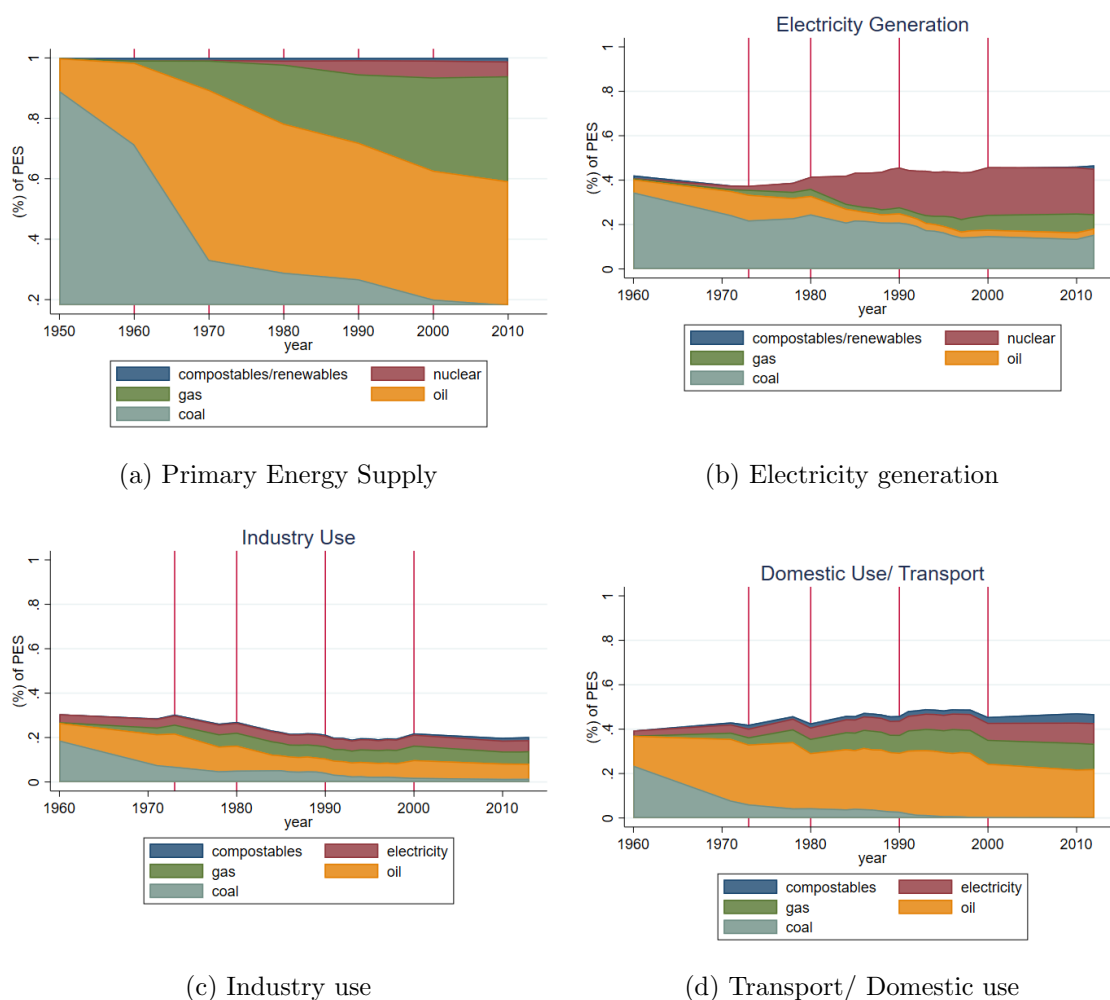 (%) of PES
.2 .4 .6 .8 1
1950 1960 1970 1980 1990 2000 2010
year
compostables/renewables nuclear
gas oil
coal
(a) Primary Energy Supply
Electricity Generation
(%) of PES
0 .2 .4 .6 .8 1
1960 1970 1980 1990 2000 2010
year
compostables/renewables nuclear
gas oil
coal
(b) Electricity generation
Industry Use
(%) of PES
0 .2 .4 .6 .8 1
1960 1970 1980 1990 2000 2010
year
compostables electricity
gas oil
coal
(c) Industry use
Domestic Use/ Transport
(%) of PES
0 .2 .4 .6 .8 1
1960 1970 1980 1990 2000 2010
year
compostables electricity
gas oil
coal
(d) Transport/ Domestic use